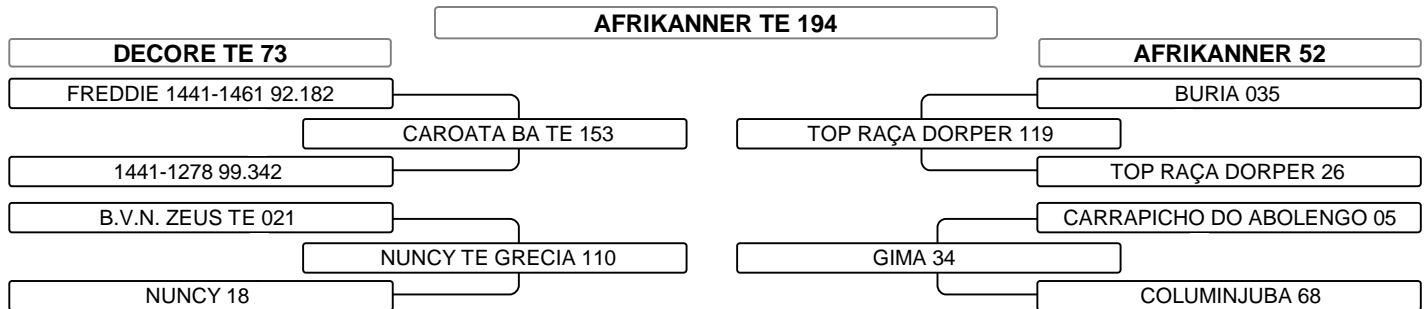 AFRIKANNER TE 194
DECORE TE 73
AFRIKANNER 52
FREDDIE 1441-1461 92.182
BURIA 035
CAROATA BA TE 153
TOP RAÇA DORPER 119
1441-1278 99.342
TOP RAÇA DORPER 26
B.V.N. ZEUS TE 021
CARRAPICHO DO ABOLENGO 05
NUNCY TE GRECIA 110
GIMA 34
NUNCY 18
COLUMINJUBA 68